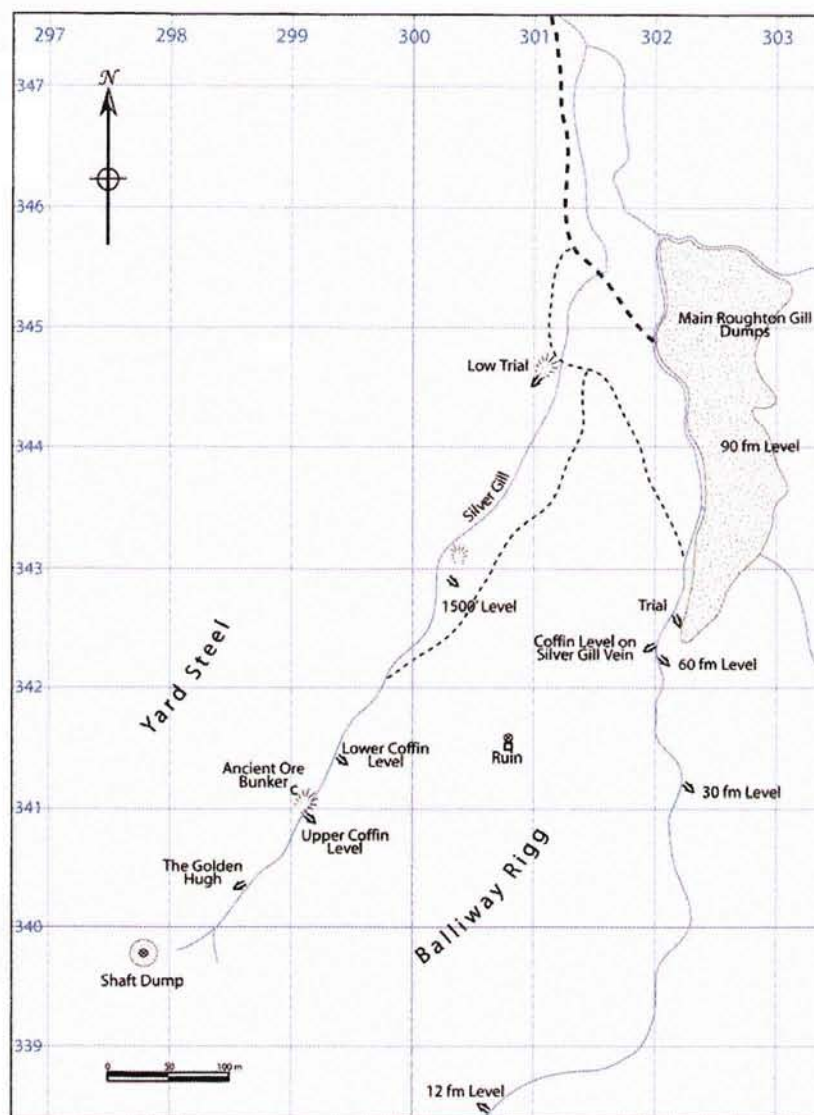 297 298 299 300 301 302 303
347
N
346
345
Main Roughton Gill
Dumps
Low Trial
344
90 fm Level
Silver Gill
343
1500' Level
Trial
Coffin Level on
Silver Gill Vein
60 fm Level
Yard Steel
342
Lower Coffin
Level
Ruin
Ancient Ore
Bunker
341
30 fm Level
Upper Coffin
Level
Balliway Rigg
The Golden
Hugh
340
Shaft Dump
339
0 50 100 m
12 fm Level